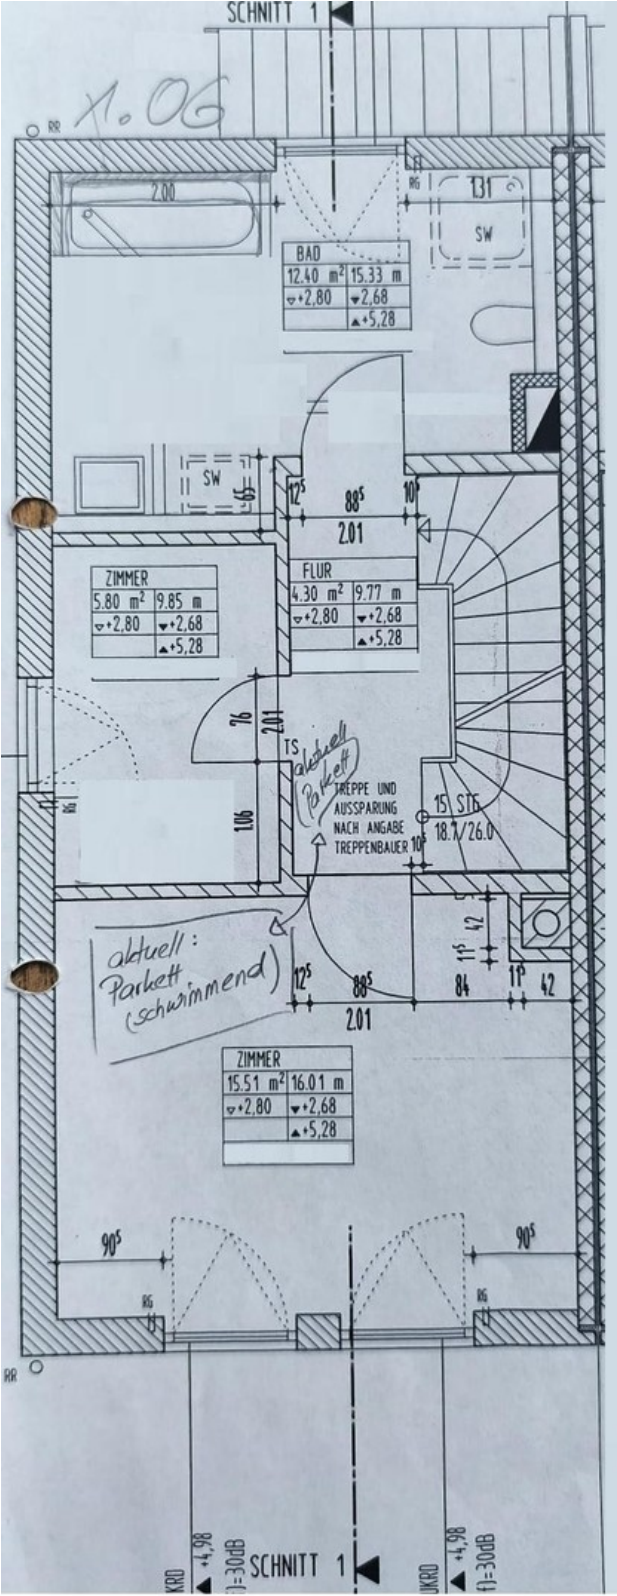 SCHNITT 1
1. OG
RR
2.00
RG
131
SW
BAD
12.40 m² 15.33 m
▽+2,80 ▼+2,68
▲+5,28
SW
65
12⁵ 88⁵ 10⁵
2.01
ZIMMER
5.80 m² 9.85 m
▽+2,80 ▼+2,68
▲+5,28
FLUR
4.30 m² 9.77 m
▽+2,80 ▼+2,68
▲+5,28
76
2.01
TS
aktuell
Parkett
RG
1.06
TREPPE UND
AUSSPARUNG
NACH ANGABE
TREPPENBAUER
10⁵
15 STG
18.7/26.0
aktuell:
Parkett
(schwimmend)
42
11⁵
12⁵ 88⁵ 84 11⁵ 42
2.01
ZIMMER
15.51 m² 16.01 m
▽+2,80 ▼+2,68
▲+5,28
90⁵
90⁵
RG
RG
RR
▲ +4,98
)=30dB
SCHNITT 1
▲ +4,98
)=30dB